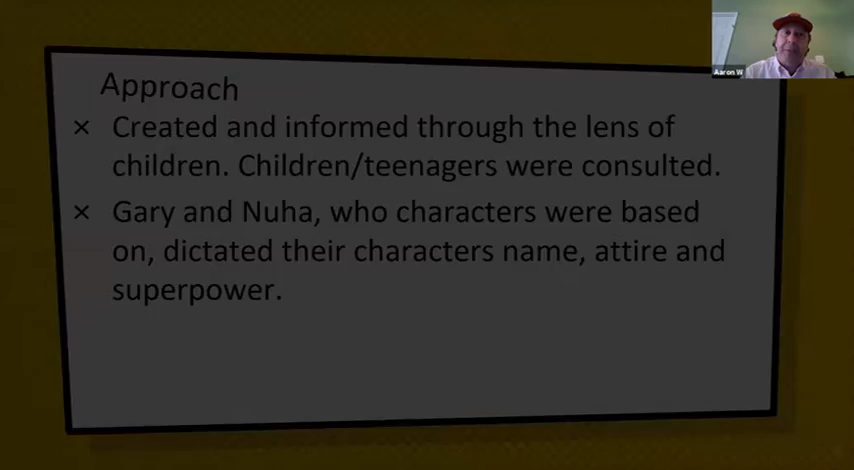 Aaron W
Approach
× Created and informed through the lens of
children. Children/teenagers were consulted.
× Gary and Nuha, who characters were based
on, dictated their characters name, attire and
superpower.